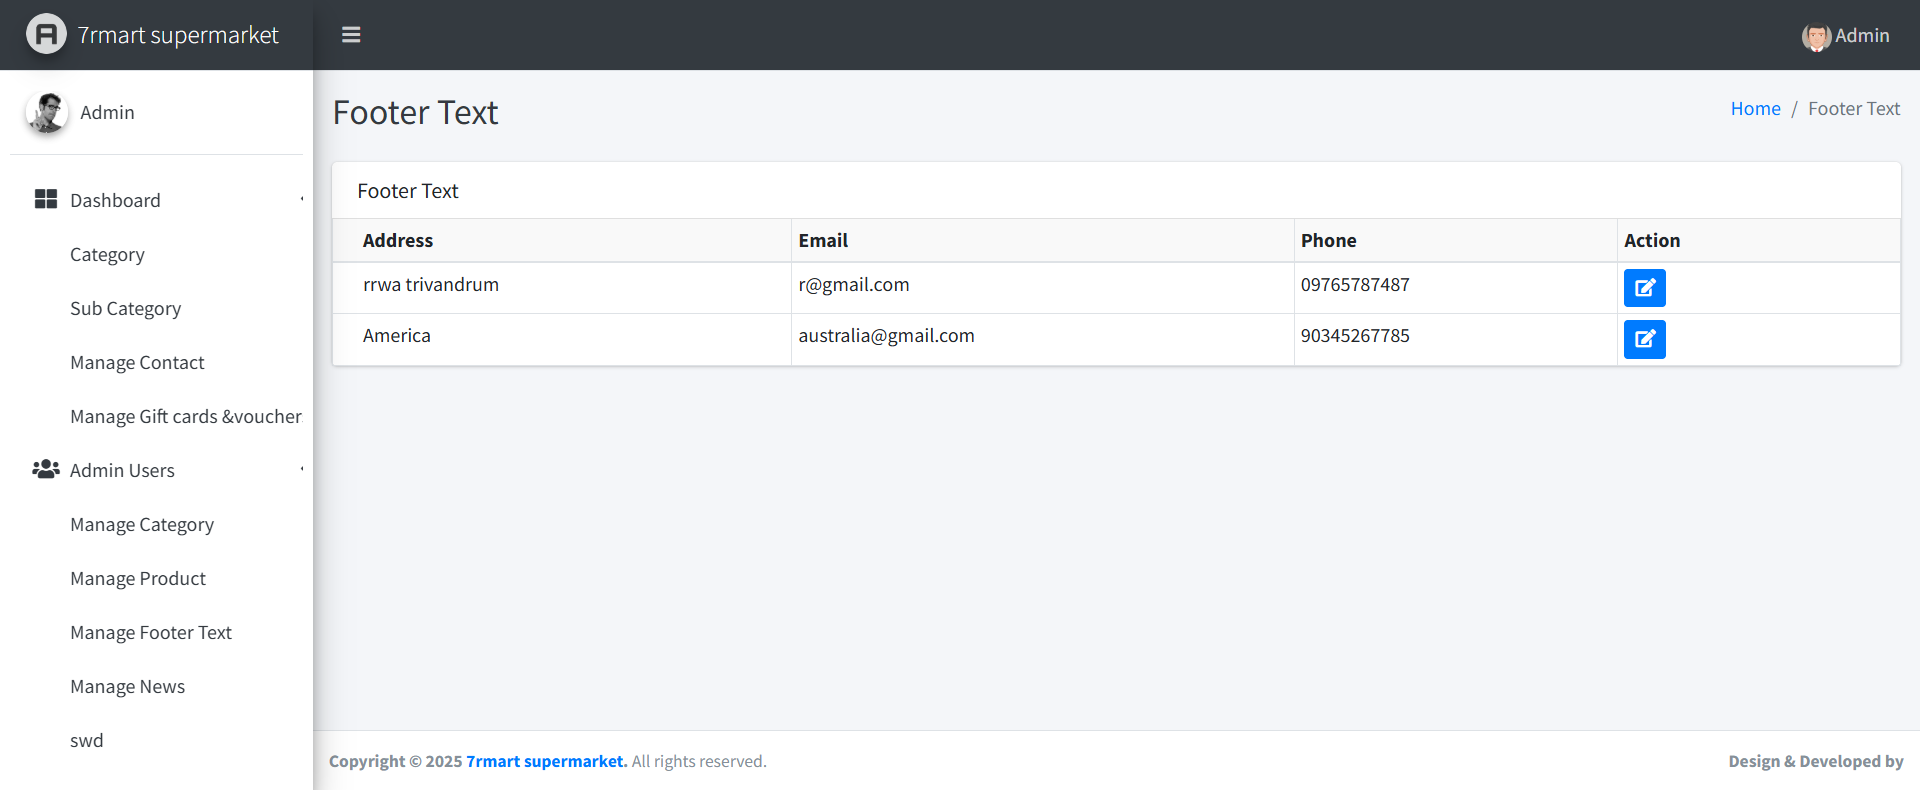 7rmart supermarket
Admin
Admin
Footer Text
Home / Footer Text
Dashboard
Category
Sub Category
Manage Contact
Manage Gift cards &voucher
Admin Users
Manage Category
Manage Product
Manage Footer Text
Manage News
swd
Footer Text
Address Email Phone Action
rrwa trivandrum r@gmail.com 09765787487
America australia@gmail.com 90345267785
Copyright © 2025 7rmart supermarket. All rights reserved.
Design & Developed by